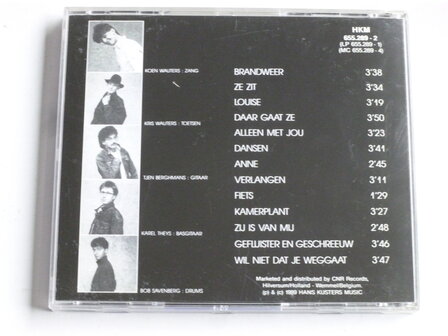 HKM
655.289 - 2
(LP 655.289 - 1)
(MC 655.289 - 4)
KOEN WAUTERS : ZANG
KRIS WAUTERS : TOETSEN
TJEN BERGHMANS : GITAAR
KAREL THEYS : BASGITAAR
BOB SAVENBERG : DRUMS
BRANDWEER 3'38
ZE ZIT 3'34
LOUISE 3'19
DAAR GAAT ZE 3'50
ALLEEN MET JOU 3'23
DANSEN 3'41
ANNE 2'45
VERLANGEN 3'11
FIETS 1'29
KAMERPLANT 3'27
ZIJ IS VAN MIJ 2'48
GEFLUISTER EN GESCHREEUW 3'46
WIL NIET DAT JE WEGGAAT 3'47
Marketed and distributed by CNR Records,
Hilversum/Holland - Wemmel/Belgium.
(p) & (c) 1989 HANS KUSTERS MUSIC